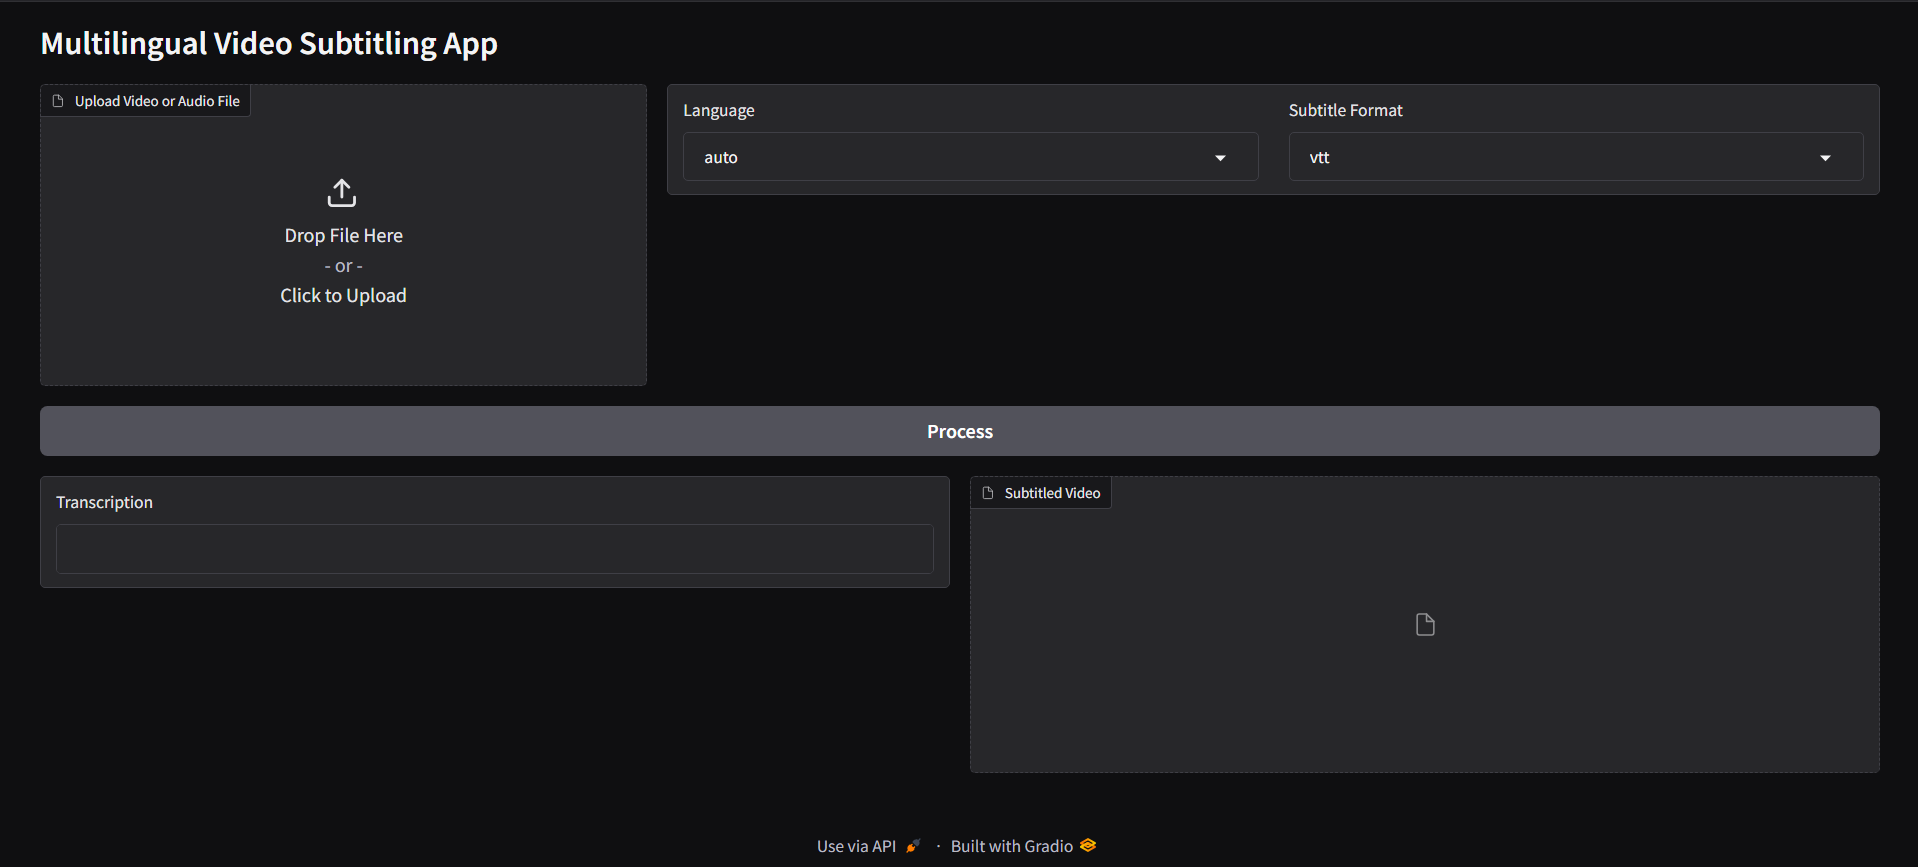 Multilingual Video Subtitling App
Upload Video or Audio File
Drop File Here
- or -
Click to Upload
Language
auto
Subtitle Format
vtt
Process
Transcription
Subtitled Video
Use via API · Built with Gradio